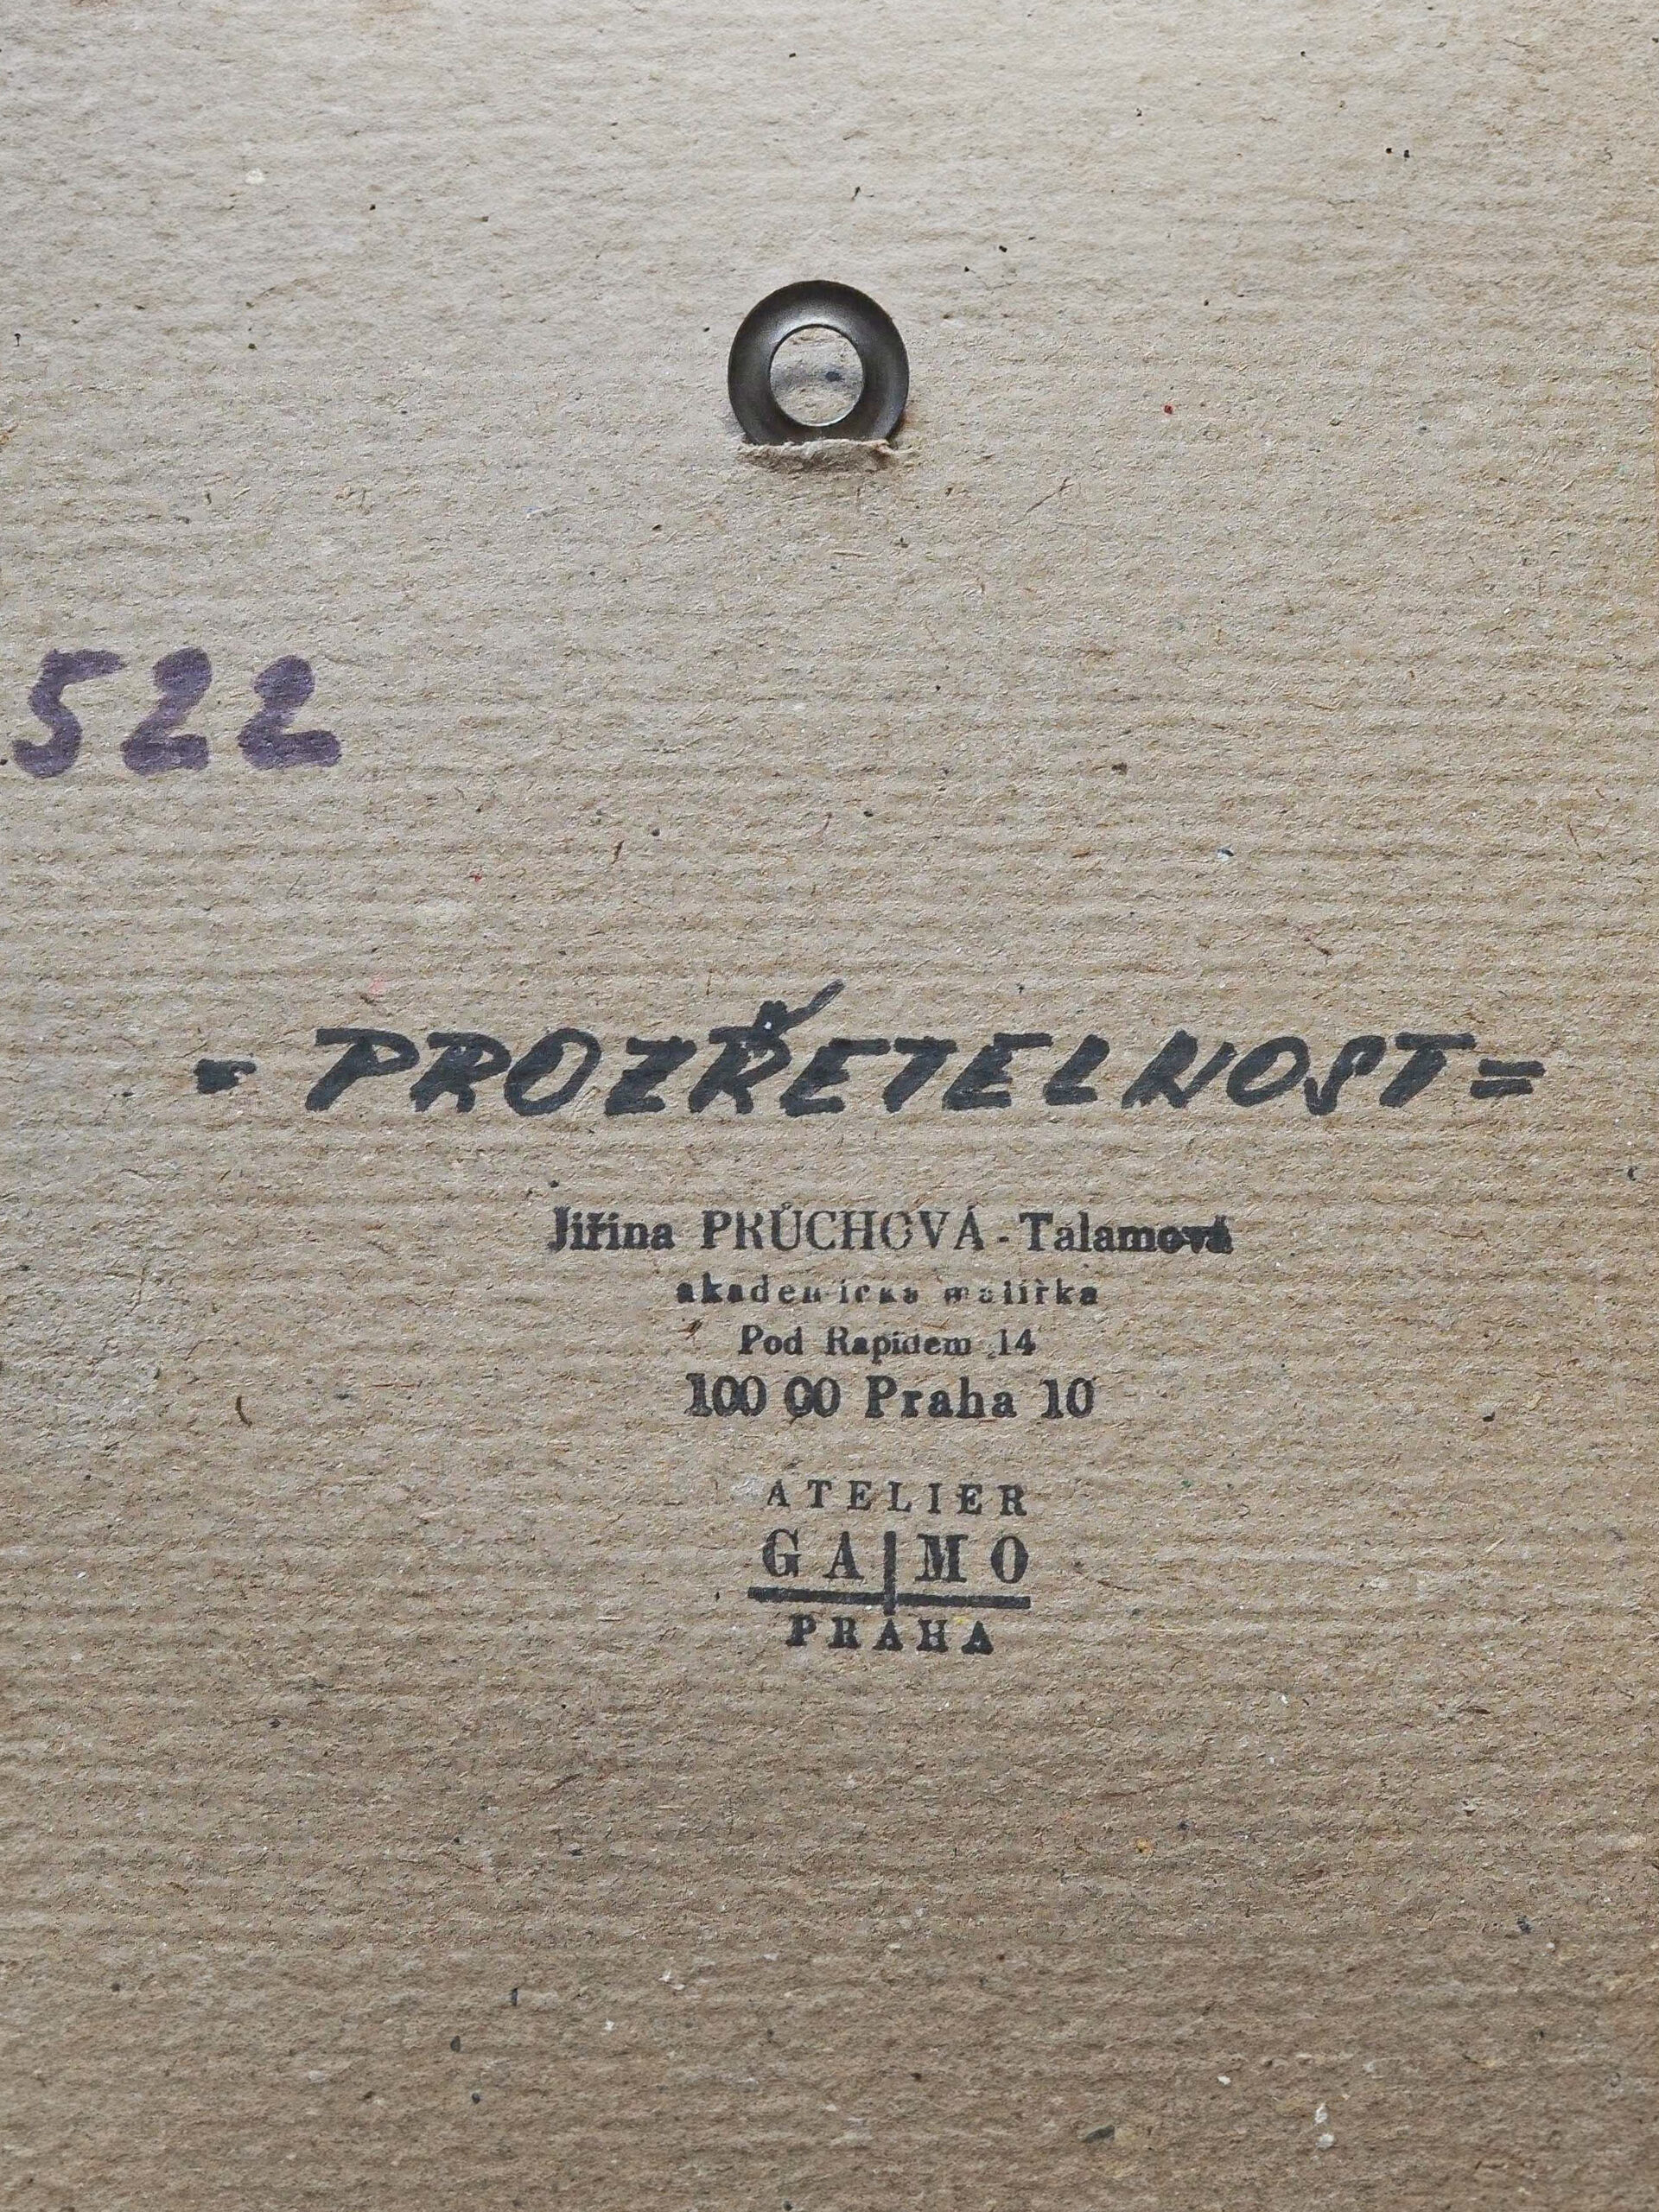 522
- PROZŘETELNOST =
Jiřina PRŮCHOVÁ - Talamová
akademická malířka
Pod Rapidem 14
100 00 Praha 10
ATELIER
GA MO
PRAHA